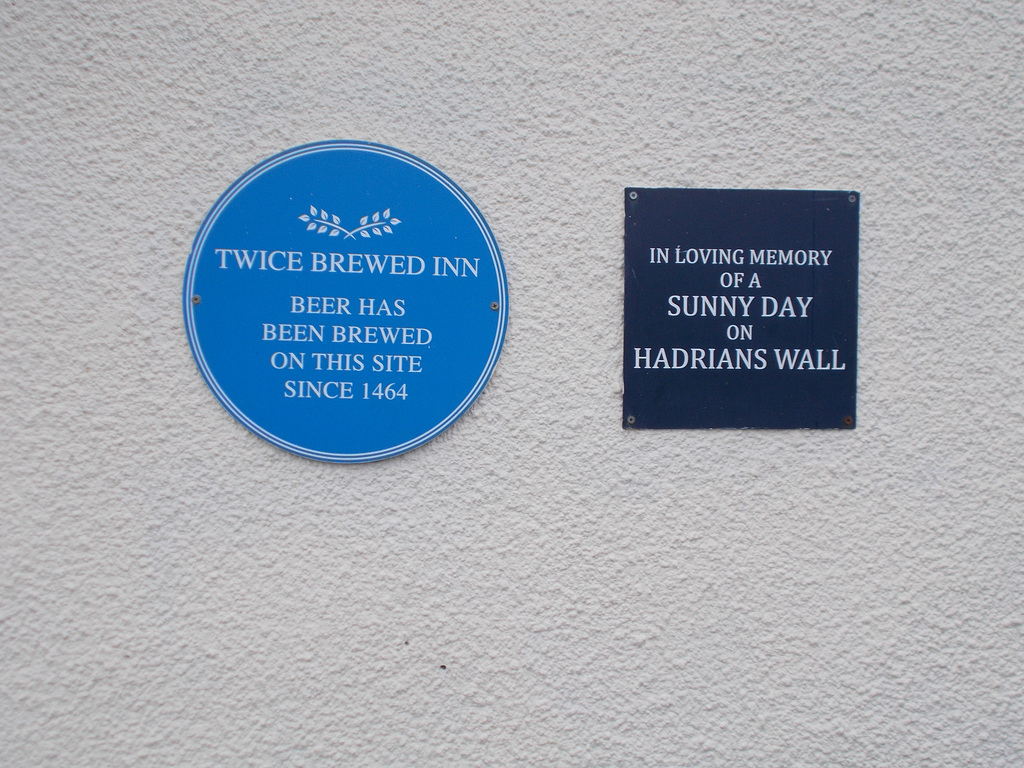 TWICE BREWED INN
BEER HAS
BEEN BREWED
ON THIS SITE
SINCE 1464
IN LOVING MEMORY
OF A
SUNNY DAY
ON
HADRIANS WALL